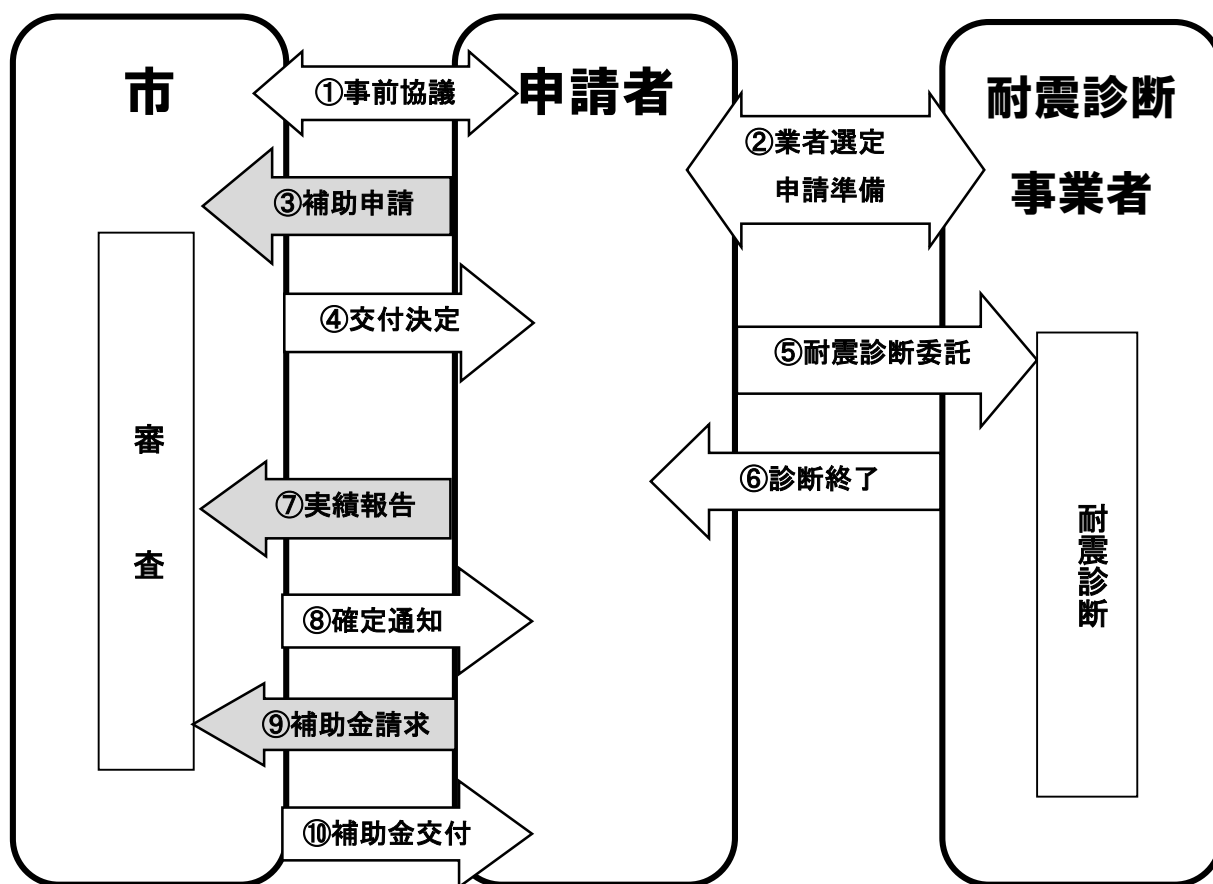 市
申請者
耐震診断
事業者
①事前協議
②業者選定
申請準備
③補助申請
④交付決定
⑤耐震診断委託
⑥診断終了
⑦実績報告
⑧確定通知
⑨補助金請求
⑩補助金交付
審査
耐震診断